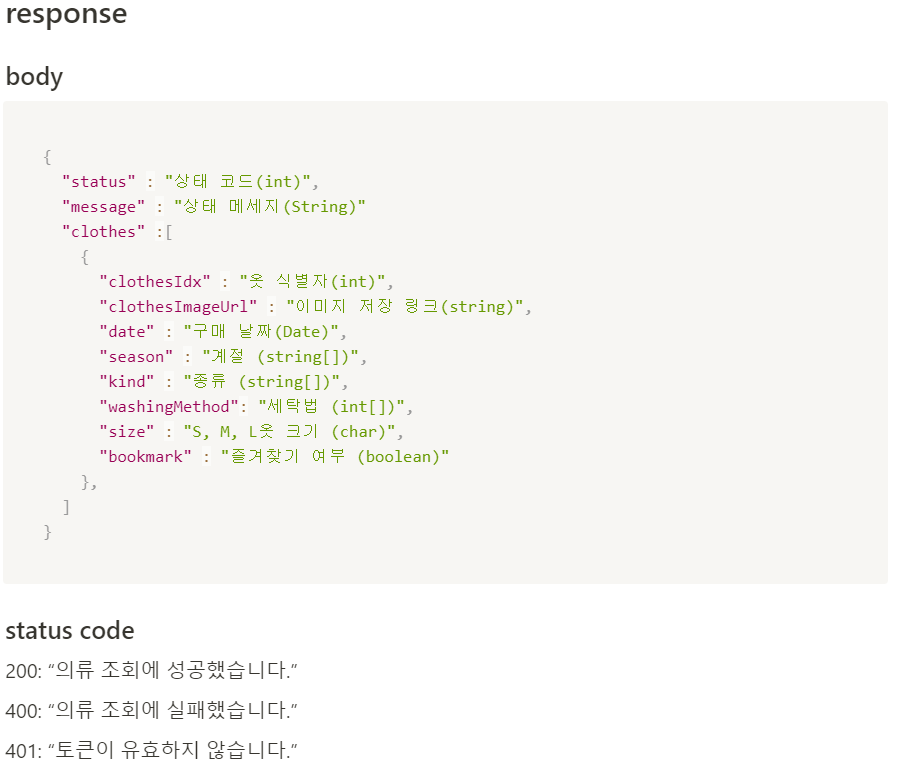 response
body
{
"status" : "상태 코드(int)",
"message" : "상태 메세지(String)"
"clothes" :[
{
"clothesIdx" : "옷 식별자(int)",
"clothesImageUrl" : "이미지 저장 링크(string)",
"date" : "구매 날짜(Date)",
"season" : "계절 (string[])",
"kind" : "종류 (string[])",
"washingMethod": "세탁법 (int[])",
"size" : "S, M, L옷 크기 (char)",
"bookmark" : "즐겨찾기 여부 (boolean)"
},
]
}
status code
200: “의류 조회에 성공했습니다.”
400: “의류 조회에 실패했습니다.”
401: “토큰이 유효하지 않습니다.”